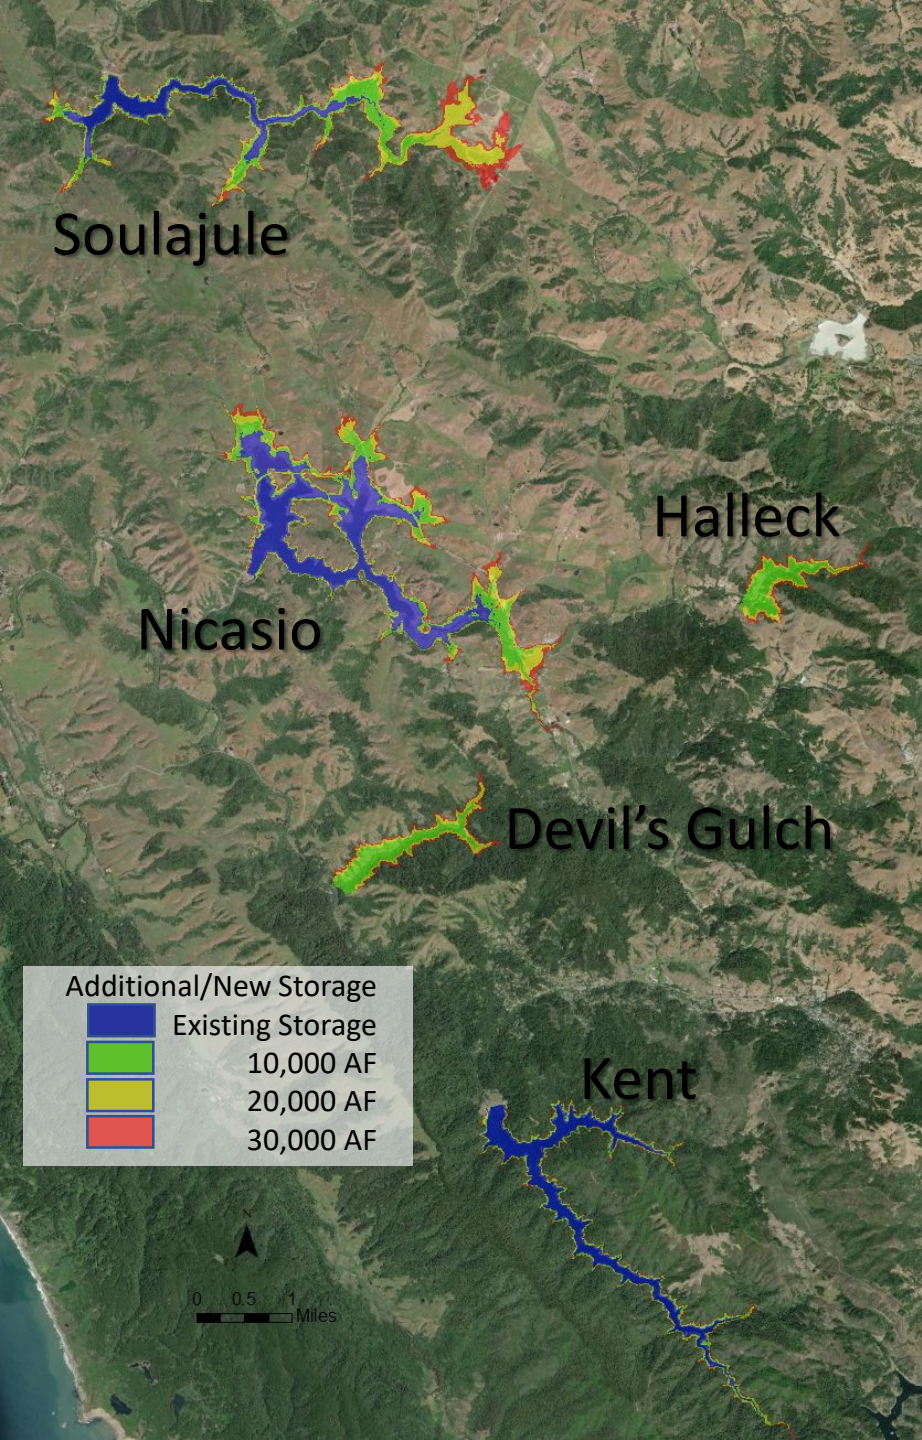 Soulajule
Halleck
Nicasio
Devil’s Gulch
Additional/New Storage
Existing Storage
10,000 AF
20,000 AF
30,000 AF
Kent
N
0 0.5 1
Miles